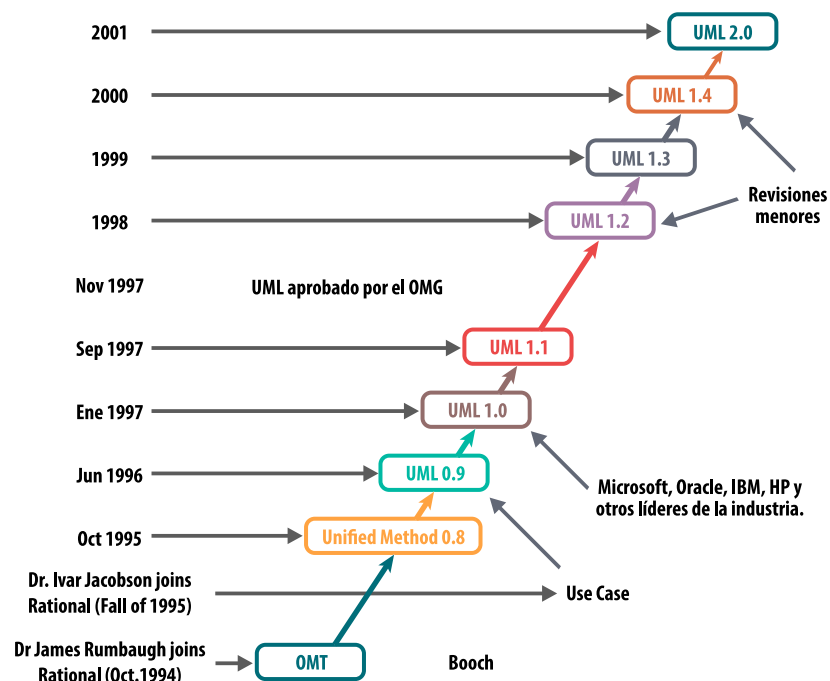 2001
UML 2.0
2000
UML 1.4
1999
UML 1.3
Revisiones
menores
1998
UML 1.2
Nov 1997
UML aprobado por el OMG
Sep 1997
UML 1.1
Ene 1997
UML 1.0
Microsoft, Oracle, IBM, HP y
otros líderes de la industria.
Jun 1996
UML 0.9
Oct 1995
Unified Method 0.8
Dr. Ivar Jacobson joins
Rational (Fall of 1995)
Use Case
Dr James Rumbaugh joins
Rational (Oct.1994)
OMT
Booch